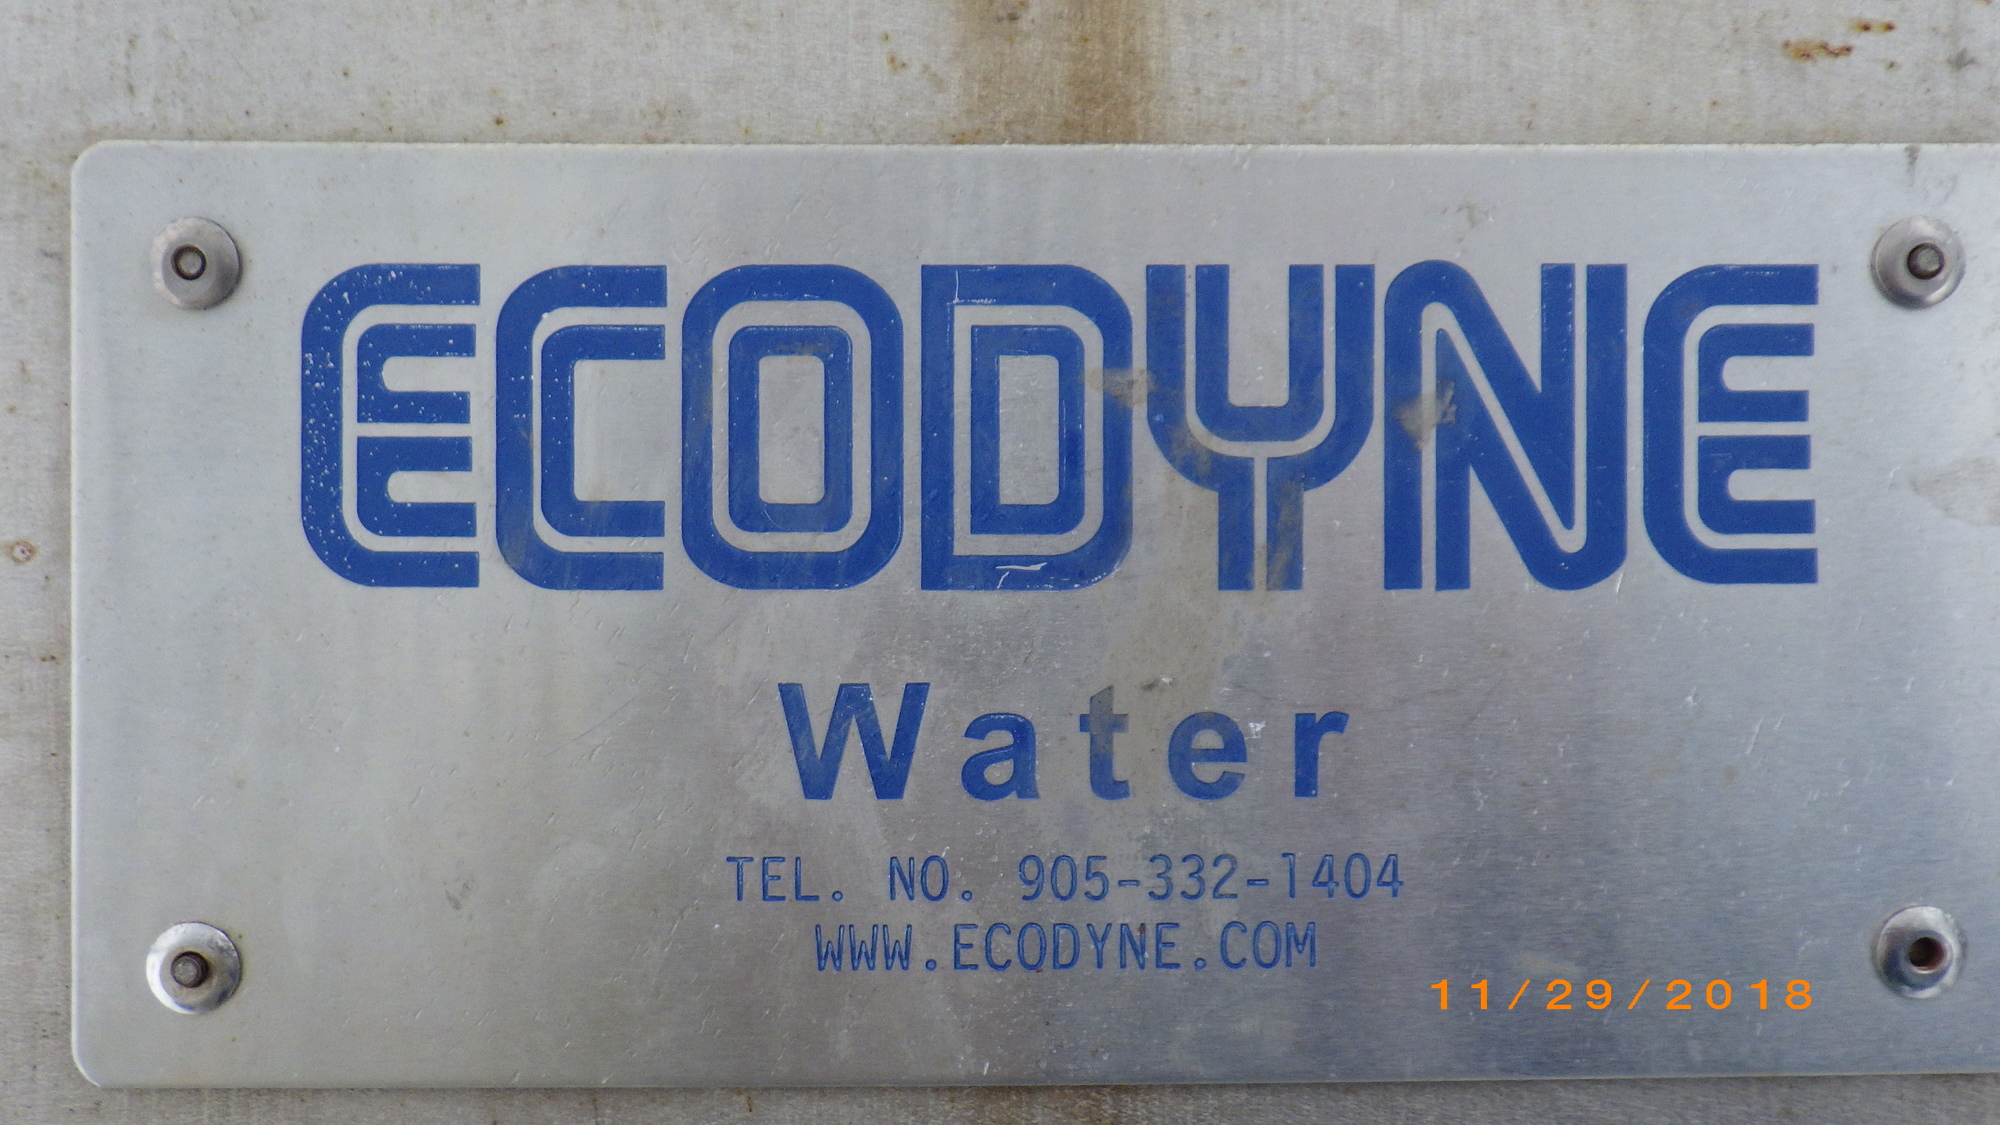 ECODYNE
Water
TEL. NO. 905-332-1404
WWW.ECODYNE.COM
11/29/2018